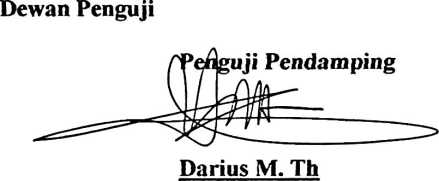 Dewan Penguji
Penguji Pendamping
Darius M. Th